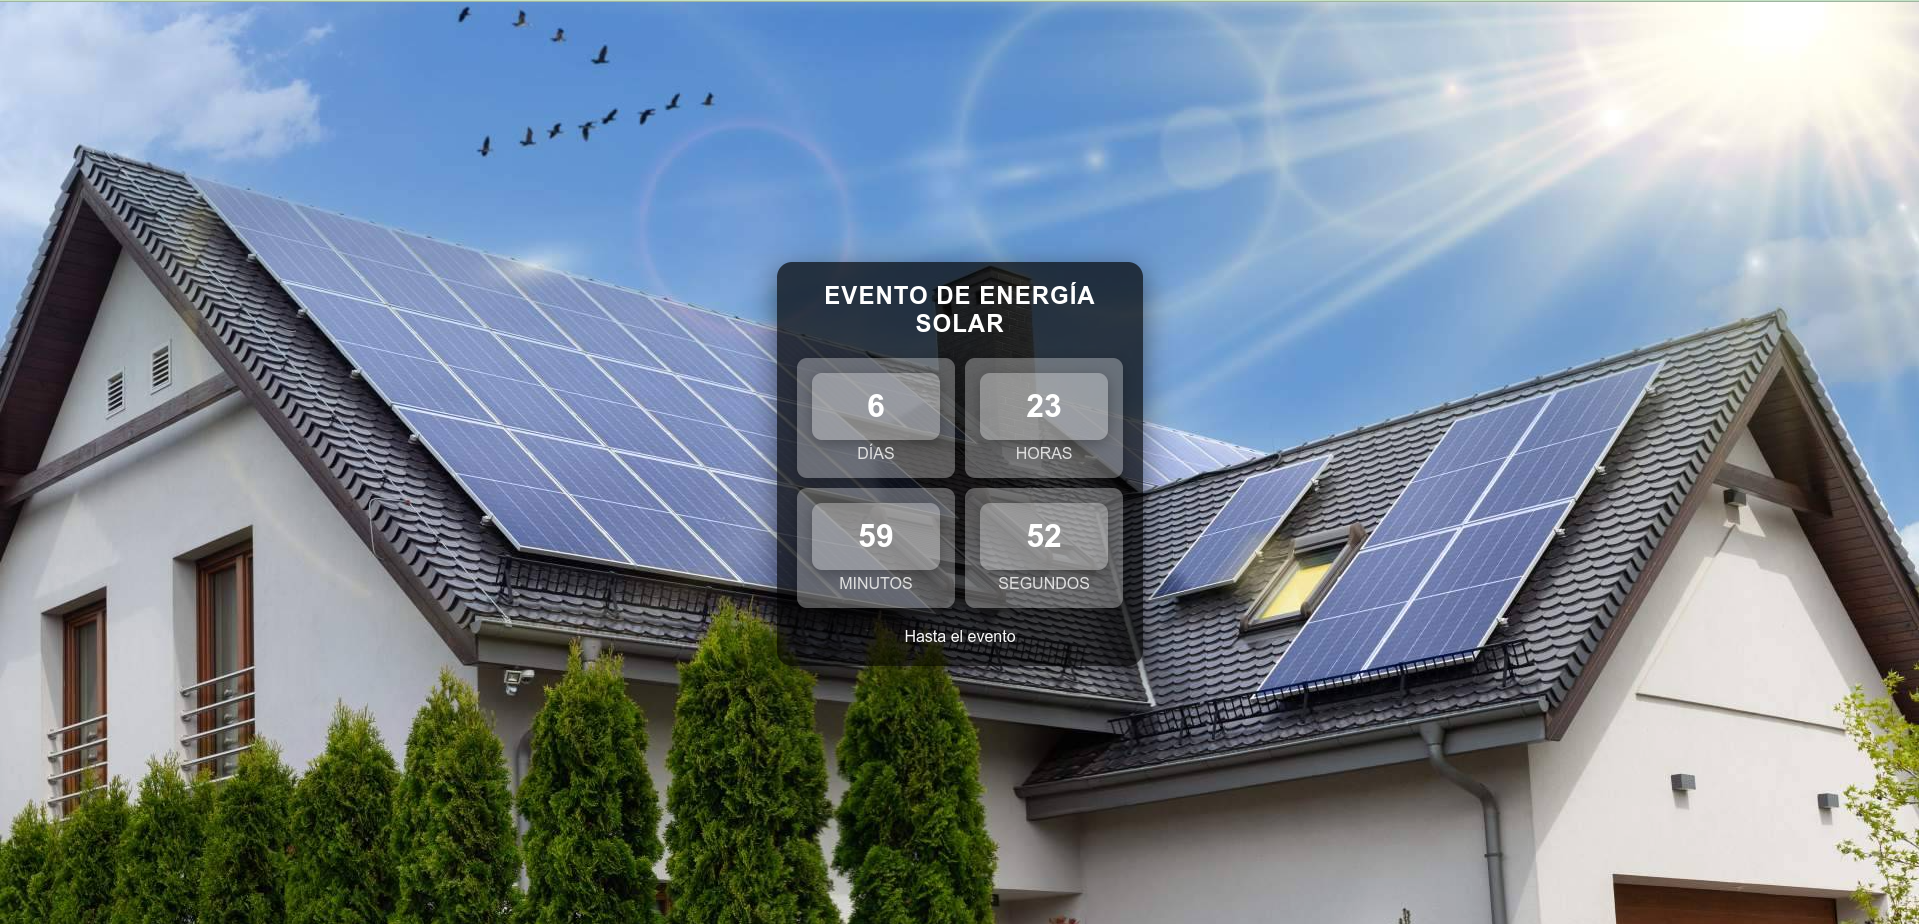 EVENTO DE ENERGÍA
SOLAR
6
DÍAS
23
HORAS
59
MINUTOS
52
SEGUNDOS
Hasta el evento